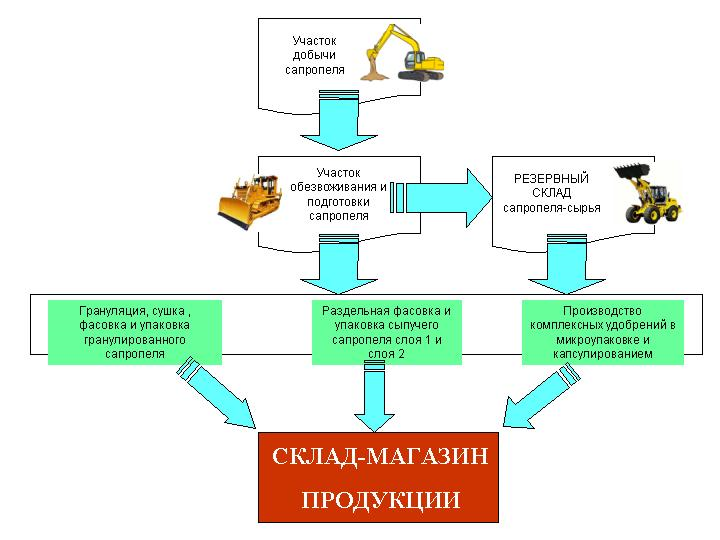 Участок
добычи
сапропеля
Участок
обезвоживания и
подготовки
сапропеля
РЕЗЕРВНЫЙ
СКЛАД
сапропеля-сырья
Грануляция, сушка ,
фасовка и упаковка
гранулированного
сапропеля
Раздельная фасовка и
упаковка сыпучего
сапропеля слоя 1 и
слоя 2
Производство
комплексных удобрений в
микроупаковке и
капсулированием
СКЛАД-МАГАЗИН
ПРОДУКЦИИ